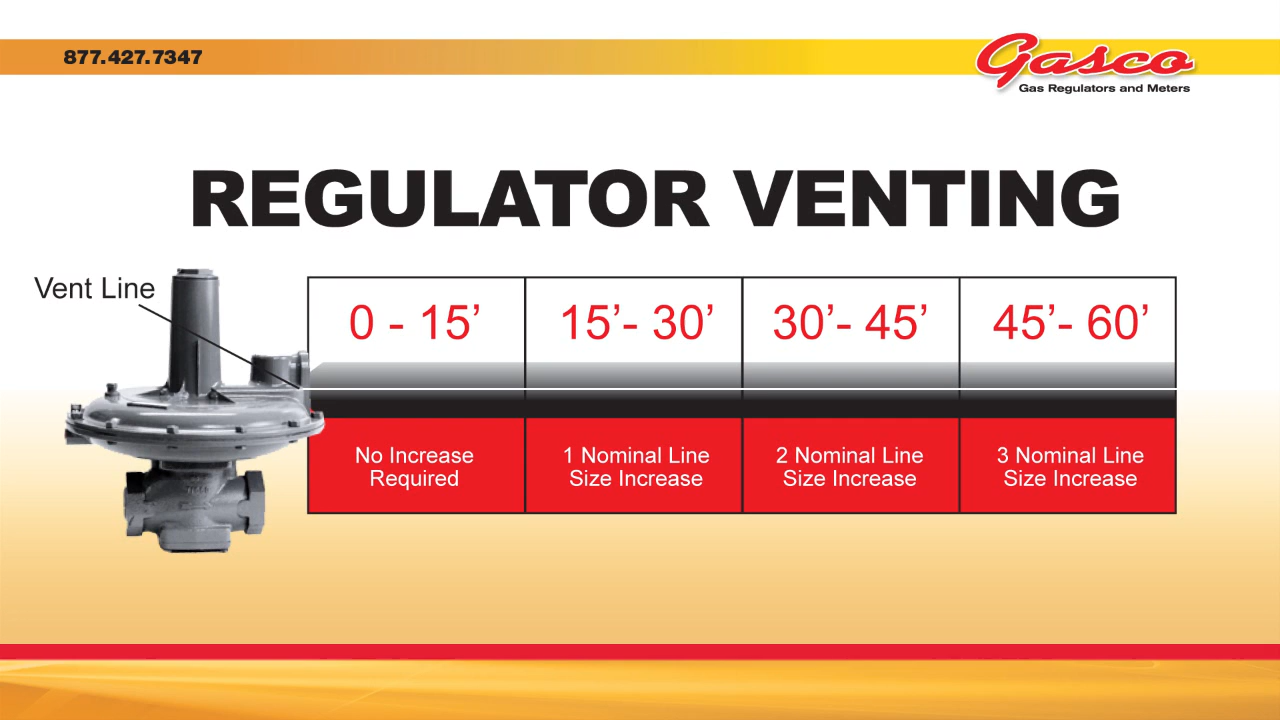 877.427.7347
Gasco
Gas Regulators and Meters
REGULATOR VENTING
Vent Line
0 - 15’
15’- 30’
30’- 45’
45’- 60’
No Increase
Required
1 Nominal Line
Size Increase
2 Nominal Line
Size Increase
3 Nominal Line
Size Increase